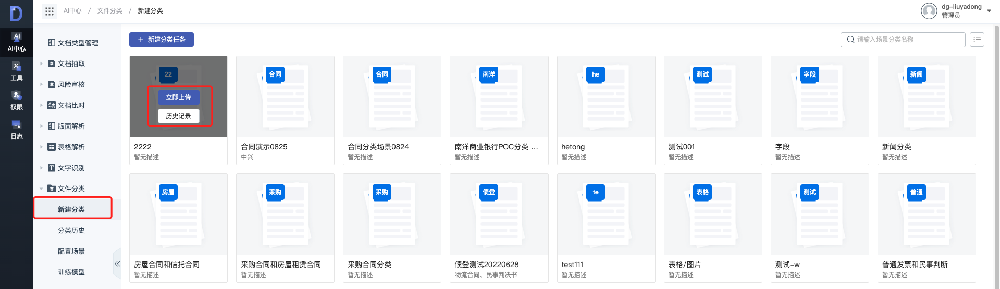 AI中心 / 文件分类 / 新建分类
dg-liuyadong
管理员
AI
AI中心
工具
权限
日志
文档类型管理
文档抽取
风险审核
文档比对
版面解析
表格解析
文字识别
文件分类
新建分类
分类历史
配置场景
训练模型
+ 新建分类任务
请输入场景分类名称
22
立即上传
历史记录
2222
暂无描述
合同
合同演示0825
中兴
合同
合同分类场景0824
暂无描述
南洋
南洋商业银行POC分类 ...
暂无描述
he
hetong
暂无描述
测试
测试001
暂无描述
字段
字段
暂无描述
新闻
新闻分类
暂无描述
房屋
房屋合同和信托合同
暂无描述
采购
采购合同和房屋租赁合同
暂无描述
采购
采购合同分类
暂无描述
债登
债登测试20220628
物流合同、民事判决书
te
test111
暂无描述
表格
表格/图片
暂无描述
测试
测试-w
暂无描述
普通
普通发票和民事判断
暂无描述